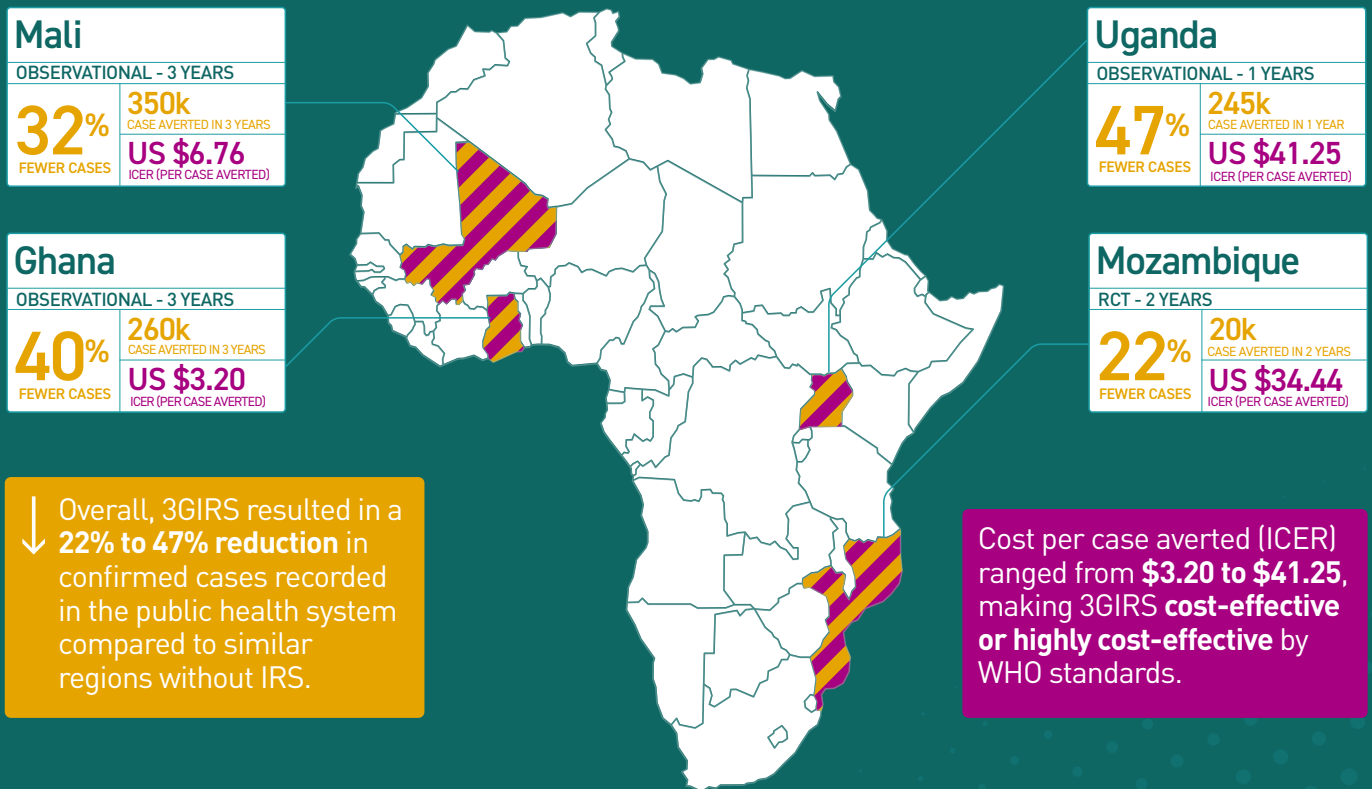 Mali
OBSERVATIONAL - 3 YEARS
32%
FEWER CASES
350k
CASE AVERTED IN 3 YEARS
US $6.76
ICER (PER CASE AVERTED)
Ghana
OBSERVATIONAL - 3 YEARS
40%
FEWER CASES
260k
CASE AVERTED IN 3 YEARS
US $3.20
ICER (PER CASE AVERTED)
Uganda
OBSERVATIONAL - 1 YEARS
47%
FEWER CASES
245k
CASE AVERTED IN 1 YEAR
US $41.25
ICER (PER CASE AVERTED)
Mozambique
RCT - 2 YEARS
22%
FEWER CASES
20k
CASE AVERTED IN 2 YEARS
US $34.44
ICER (PER CASE AVERTED)
Overall, 3GIRS resulted in a
22% to 47% reduction in
confirmed cases recorded
in the public health system
compared to similar
regions without IRS.
Cost per case averted (ICER)
ranged from $3.20 to $41.25,
making 3GIRS cost-effective
or highly cost-effective by
WHO standards.